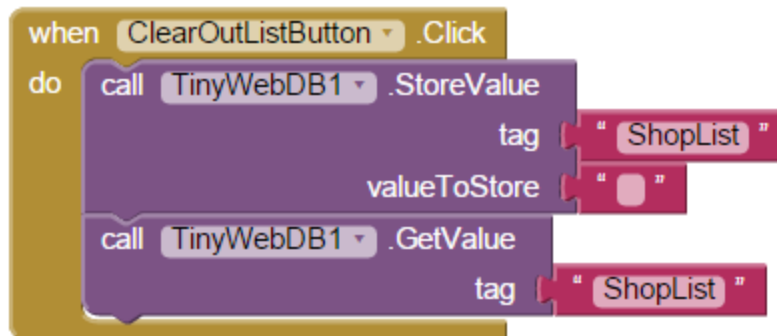 when ClearOutListButton .Click
do call TinyWebDB1 .StoreValue
tag “ ShopList ”
valueToStore “ ”
call TinyWebDB1 .GetValue
tag “ ShopList ”